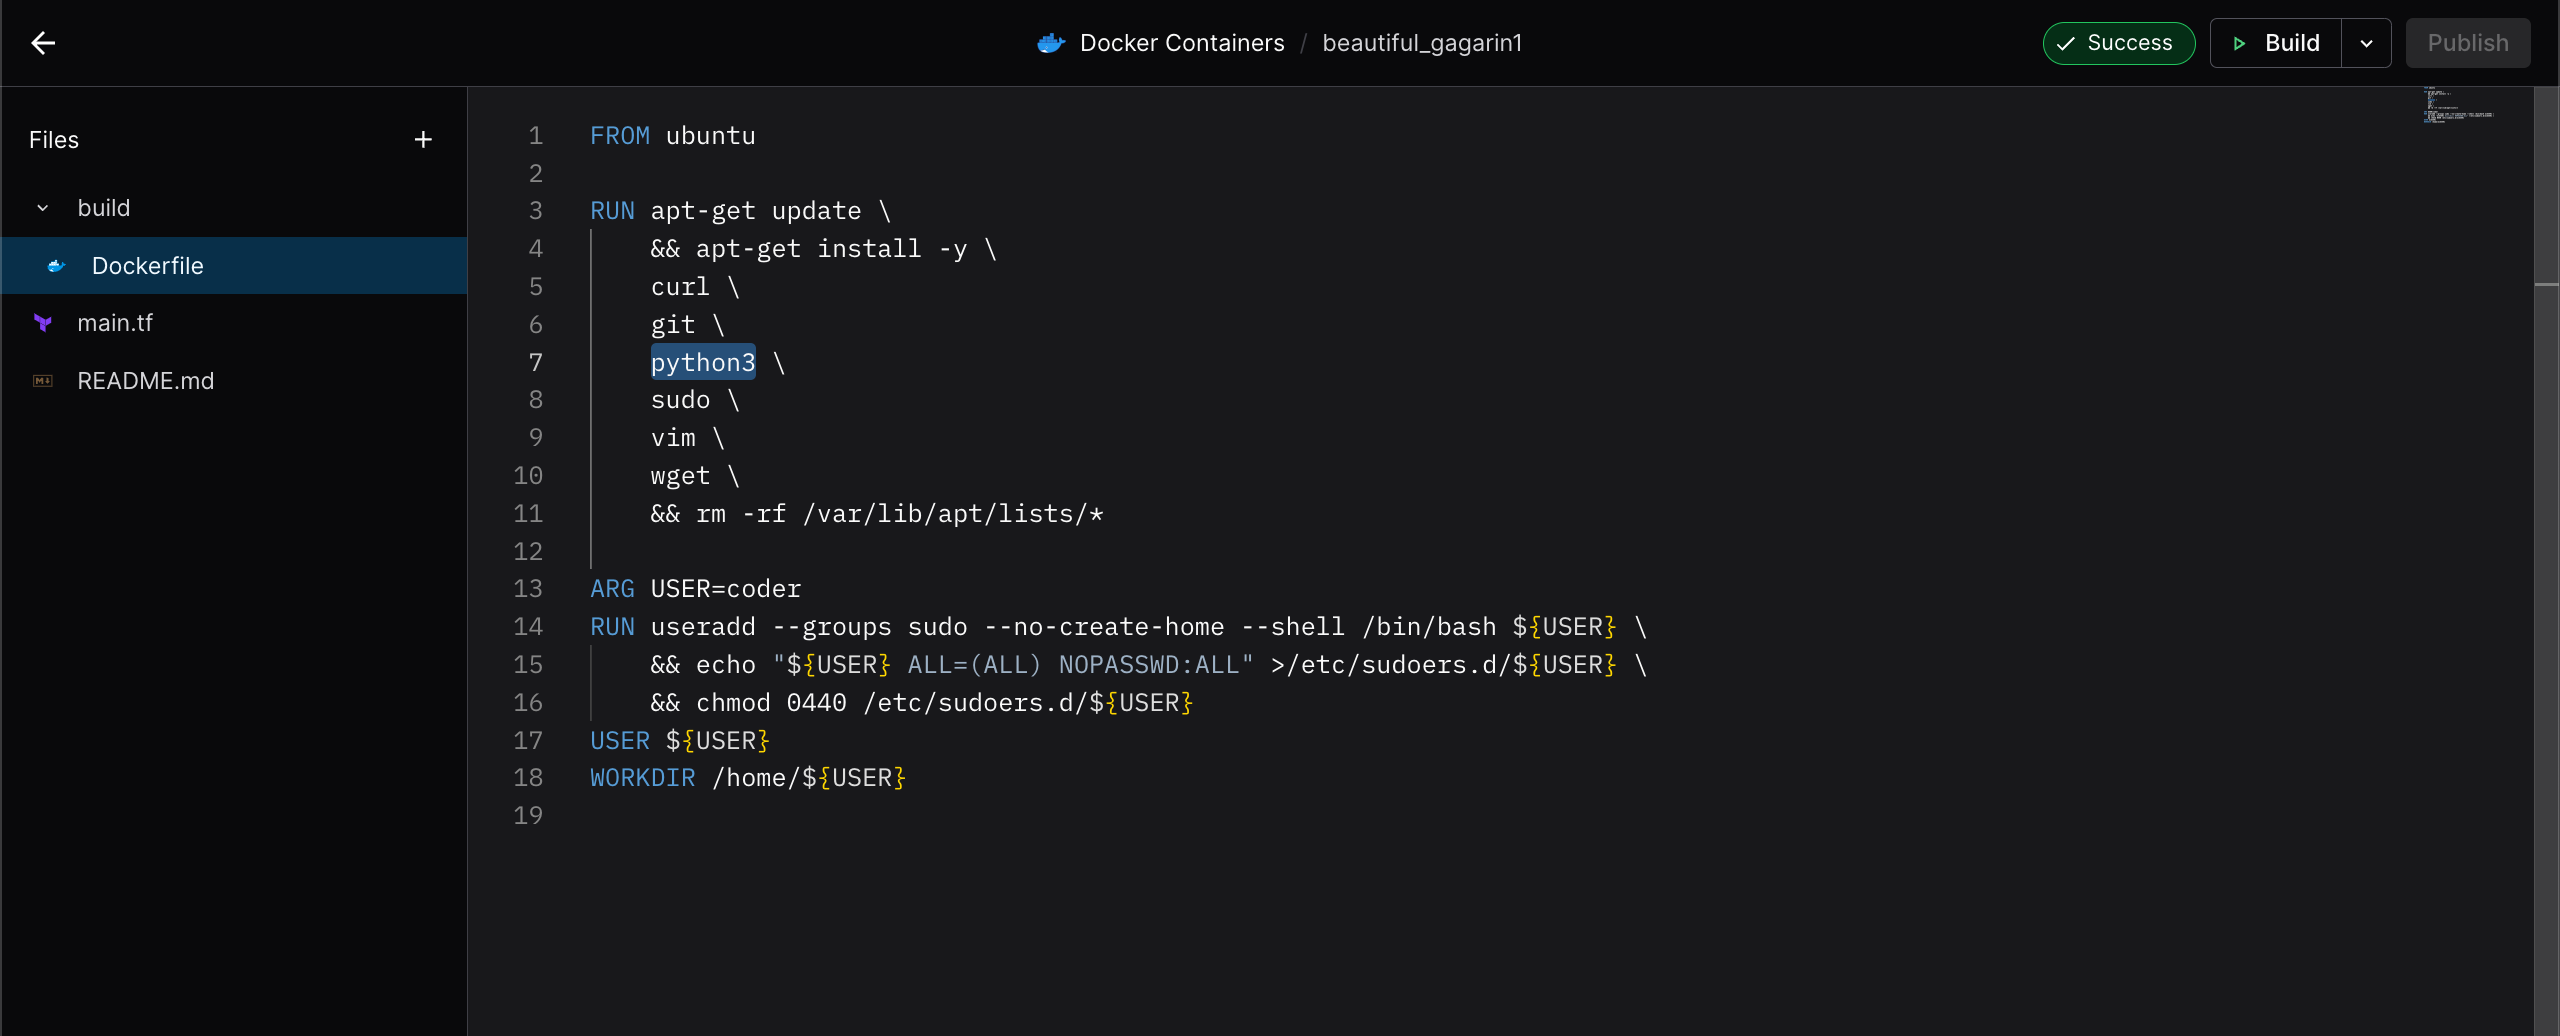 Docker Containers / beautiful_gagarin1
Success
Build
Publish
Files
+
build
Dockerfile
main.tf
README.md
1 FROM ubuntu
2
3 RUN apt-get update \
4 && apt-get install -y \
5 curl \
6 git \
7 python3 \
8 sudo \
9 vim \
10 wget \
11 && rm -rf /var/lib/apt/lists/*
12
13 ARG USER=coder
14 RUN useradd --groups sudo --no-create-home --shell /bin/bash ${USER} \
15 && echo "${USER} ALL=(ALL) NOPASSWD:ALL" >/etc/sudoers.d/${USER} \
16 && chmod 0440 /etc/sudoers.d/${USER}
17 USER ${USER}
18 WORKDIR /home/${USER}
19